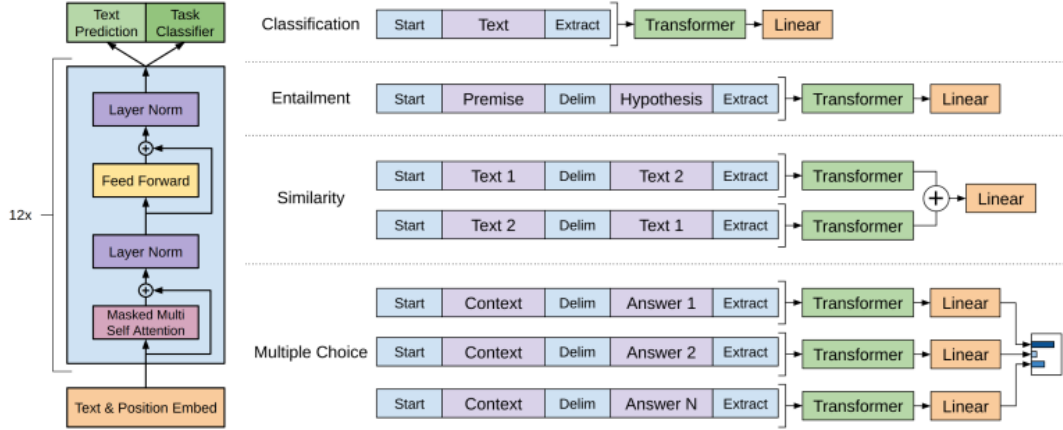 Text
Prediction
Task
Classifier
Layer Norm
Feed Forward
12x
Layer Norm
Masked Multi
Self Attention
Text & Position Embed
Classification
Start Text Extract Transformer Linear
Entailment
Start Premise Delim Hypothesis Extract Transformer Linear
Similarity
Start Text 1 Delim Text 2 Extract Transformer
Linear
Start Text 2 Delim Text 1 Extract Transformer
Multiple Choice
Start Context Delim Answer 1 Extract Transformer Linear
Start Context Delim Answer 2 Extract Transformer Linear
Start Context Delim Answer N Extract Transformer Linear